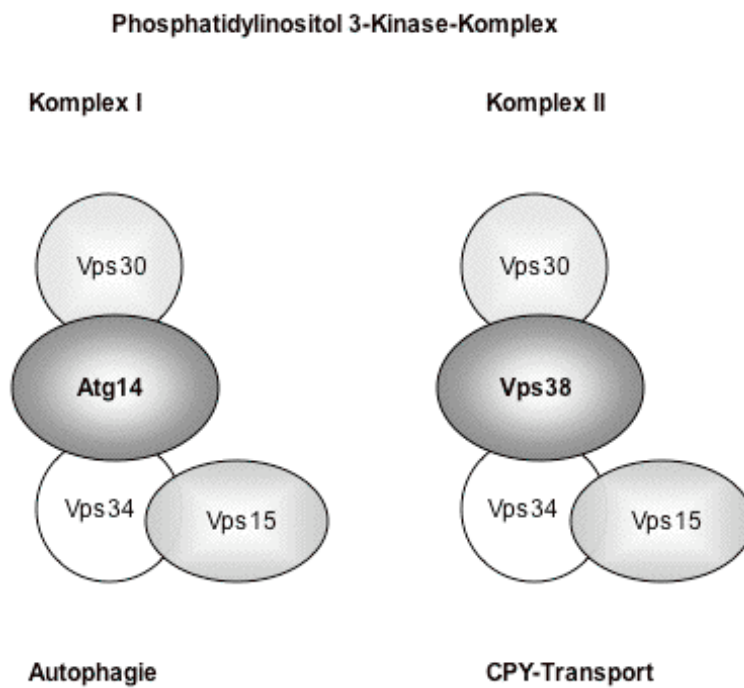 Phosphatidylinositol 3-Kinase-Komplex
Komplex I
Komplex II
Vps30
Atg14
Vps34
Vps15
Vps30
Vps38
Vps34
Vps15
Autophagie
CPY-Transport